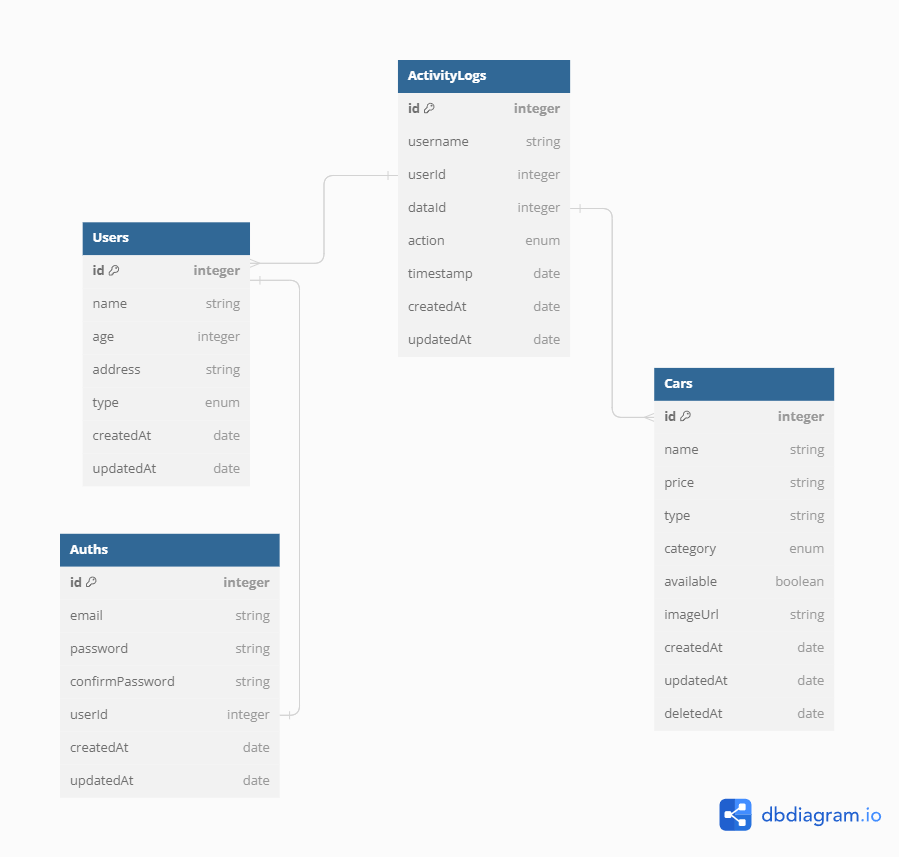 ActivityLogs
id integer
username string
userId integer
dataId integer
action enum
timestamp date
createdAt date
updatedAt date
Users
id integer
name string
age integer
address string
type enum
createdAt date
updatedAt date
Cars
id integer
name string
price string
type string
category enum
available boolean
imageUrl string
createdAt date
updatedAt date
deletedAt date
Auths
id integer
email string
password string
confirmPassword string
userId integer
createdAt date
updatedAt date
dbdiagram.io